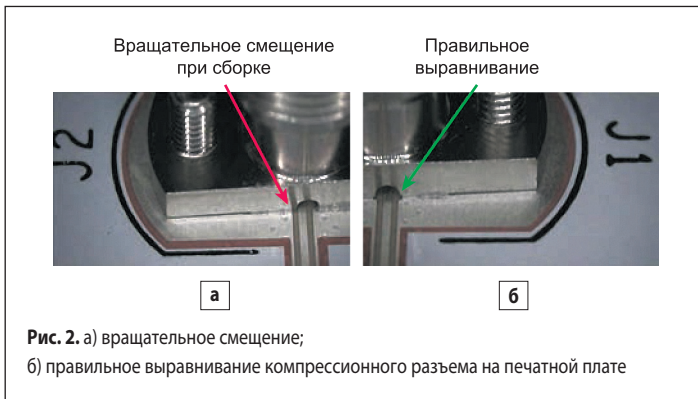 Вращательное смещение
при сборке
Правильное
выравнивание
J2
J1
а
б
Рис. 2. а) вращательное смещение;
б) правильное выравнивание компрессионного разъема на печатной плате